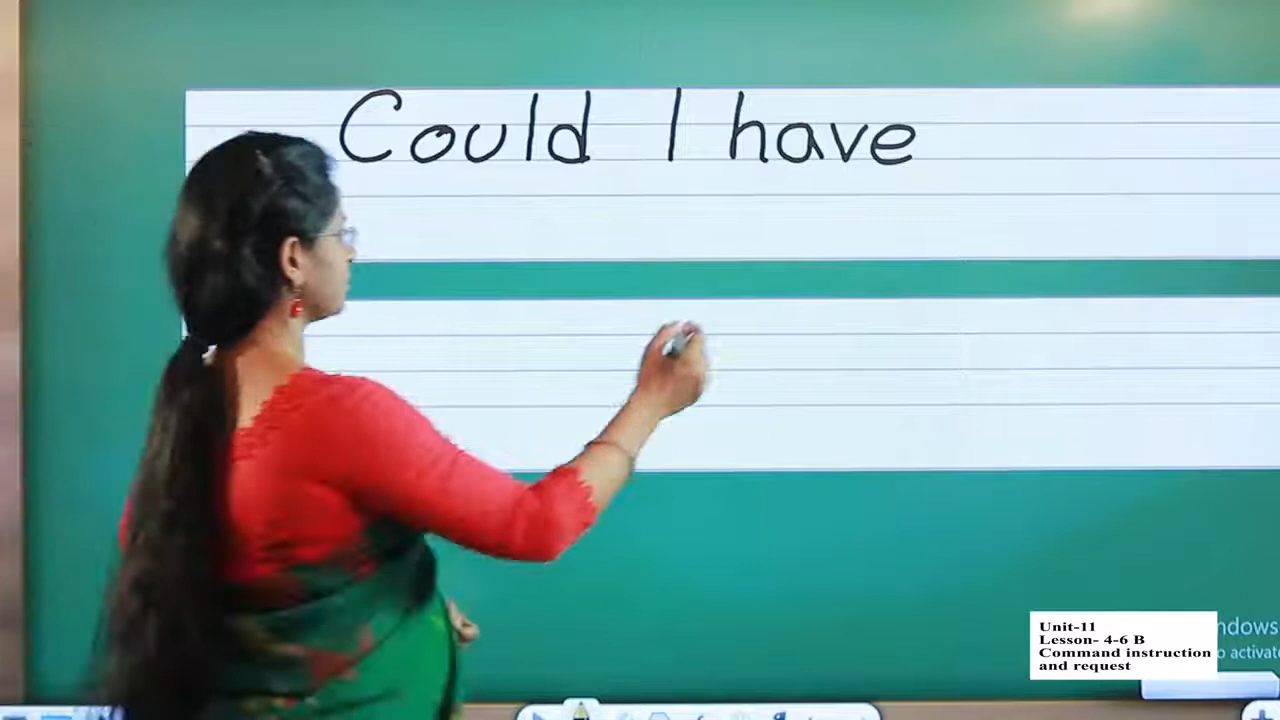 Could I have
Unit-11
Lesson- 4-6 B
Command instruction
and request